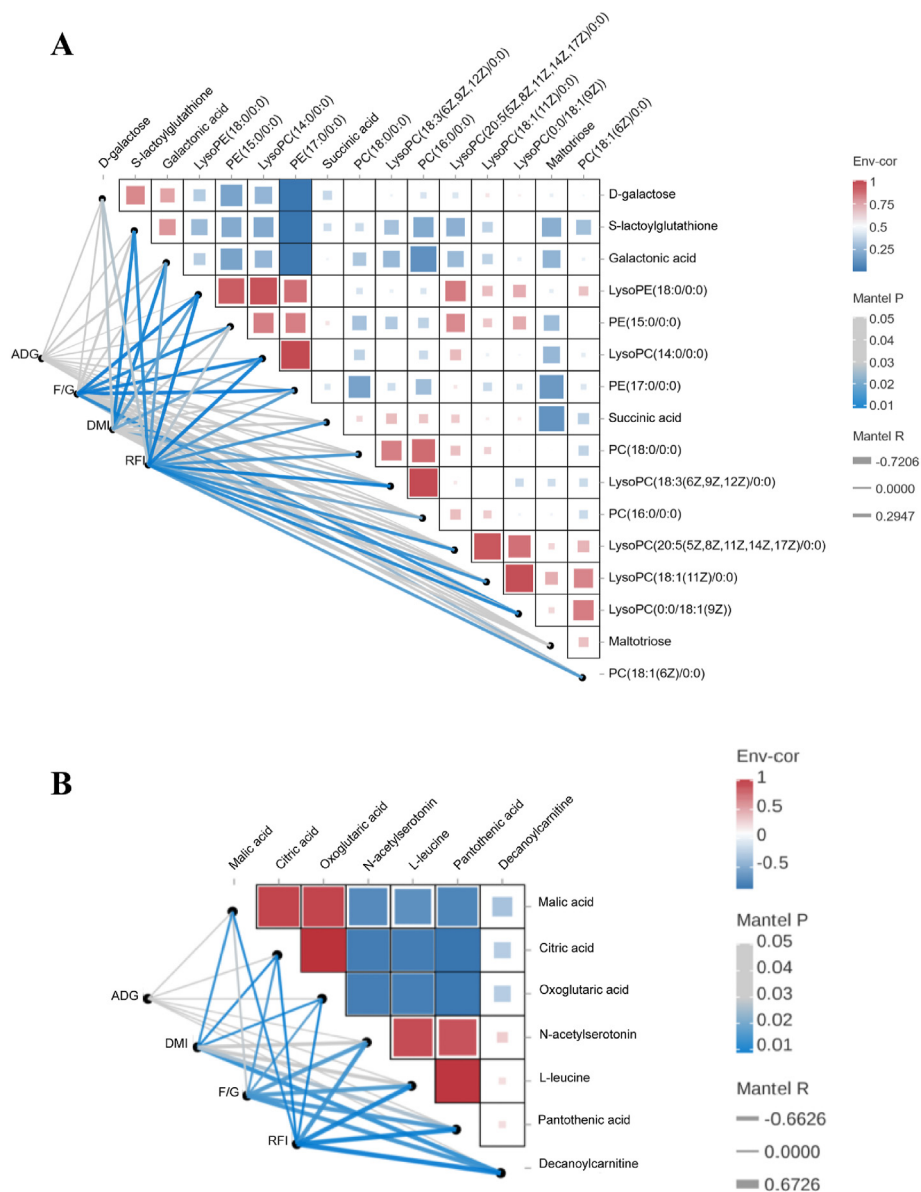 A
D-galactose
S-lactoylglutathione
Galactonic acid
LysoPE(18:0/0:0)
PE(15:0/0:0)
LysoPC(14:0/0:0)
PE(17:0/0:0)
Succinic acid
PC(18:0/0:0)
LysoPC(18:3(6Z,9Z,12Z)/0:0)
PC(16:0/0:0)
LysoPC(20:5(5Z,8Z,11Z,14Z,17Z)/0:0)
LysoPC(18:1(11Z)/0:0)
LysoPC(0:0/18:1(9Z)
Maltotriose
PC(18:1(6Z)/0:0)
D-galactose
S-lactoylglutathione
Galactonic acid
LysoPE(18:0/0:0)
PE(15:0/0:0)
LysoPC(14:0/0:0)
PE(17:0/0:0)
Succinic acid
PC(18:0/0:0)
LysoPC(18:3(6Z,9Z,12Z)/0:0)
PC(16:0/0:0)
LysoPC(20:5(5Z,8Z,11Z,14Z,17Z)/0:0)
LysoPC(18:1(11Z)/0:0)
LysoPC(0:0/18:1(9Z))
Maltotriose
PC(18:1(6Z)/0:0)
ADG
F/G
DMI
RFI
Env-cor
1
0.75
0.50
0.25
Mantel P
0.05
0.04
0.03
0.02
0.01
Mantel R
-0.7206
0.0000
0.2947
B
Malic acid
Citric acid
Oxoglutaric acid
N-acetylserotonin
L-leucine
Pantothenic acid
Decanoylcarnitine
Malic acid
Citric acid
Oxoglutaric acid
N-acetylserotonin
L-leucine
Pantothenic acid
Decanoylcarnitine
ADG
DMI
F/G
RFI
Env-cor
1
0.5
0
-0.5
Mantel P
0.05
0.04
0.03
0.02
0.01
Mantel R
-0.6626
0.0000
0.6726